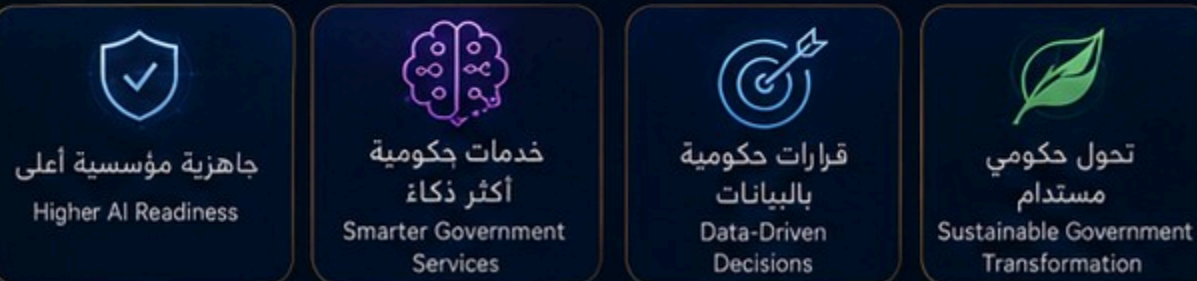 جاهزية مؤسسية أعلى
Higher AI Readiness
خدمات حكومية
أكثر ذكاءً
Smarter Government
Services
قرارات حكومية
بالبيانات
Data-Driven
Decisions
تحول حكومي
مستدام
Sustainable Government
Transformation